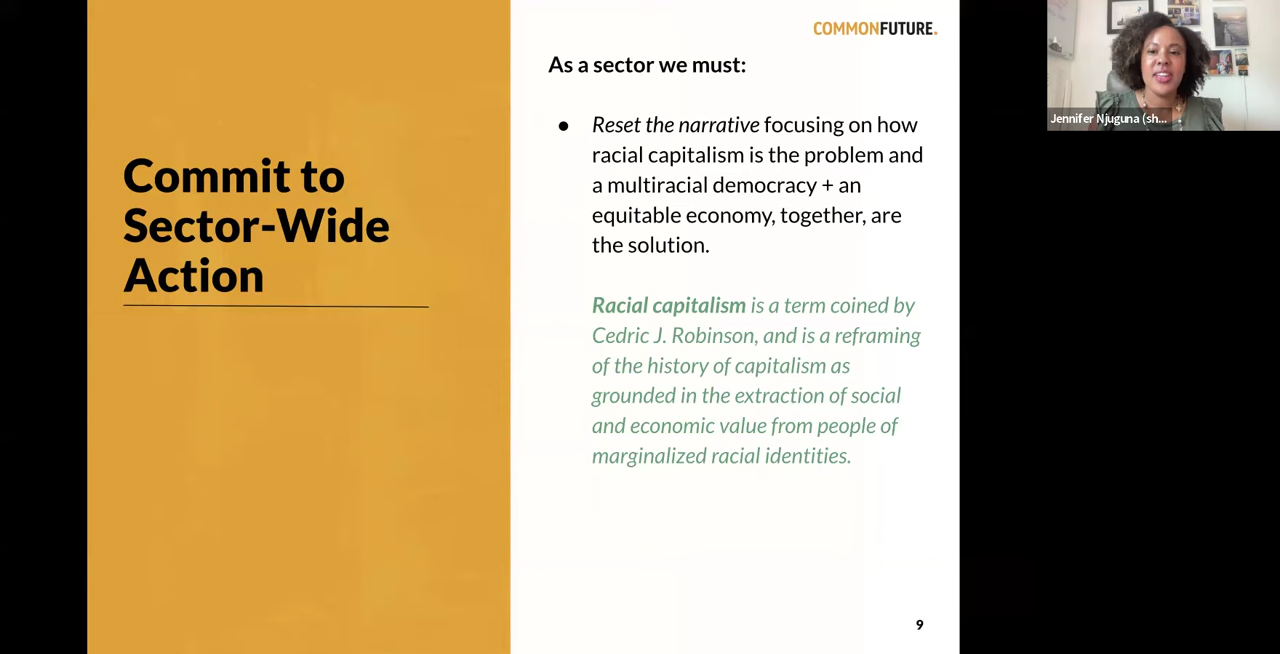 COMMONFUTURE.
Commit to
Sector-Wide
Action
As a sector we must:
● Reset the narrative focusing on how
racial capitalism is the problem and
a multiracial democracy + an
equitable economy, together, are
the solution.
Racial capitalism is a term coined by
Cedric J. Robinson, and is a reframing
of the history of capitalism as
grounded in the extraction of social
and economic value from people of
marginalized racial identities.
9
Jennifer Njuguna (sh...